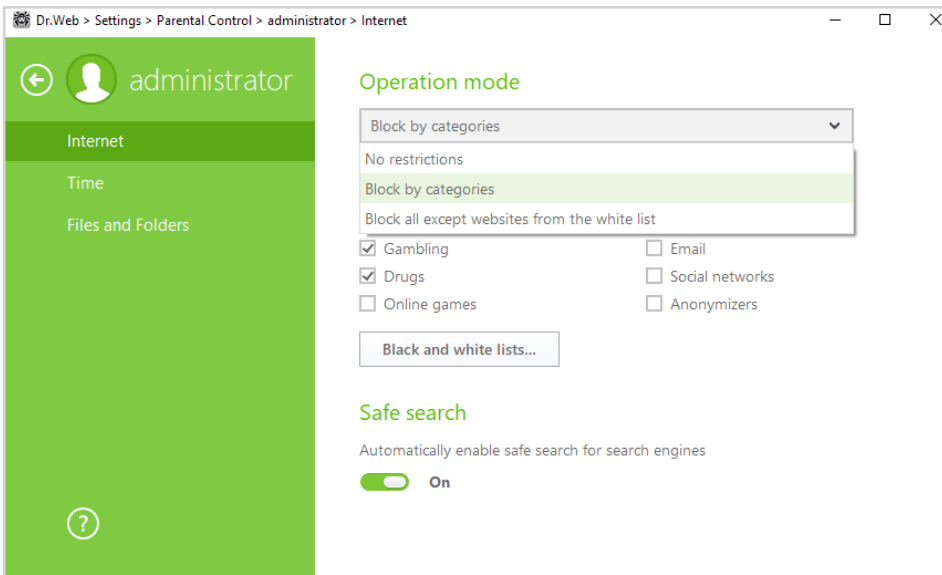 Dr.Web > Settings > Parental Control > administrator > Internet
administrator
Internet
Time
Files and Folders
?
Operation mode
Block by categories
No restrictions
Block by categories
Block all except websites from the white list
Gambling
Email
Drugs
Social networks
Online games
Anonymizers
Black and white lists...
Safe search
Automatically enable safe search for search engines
On